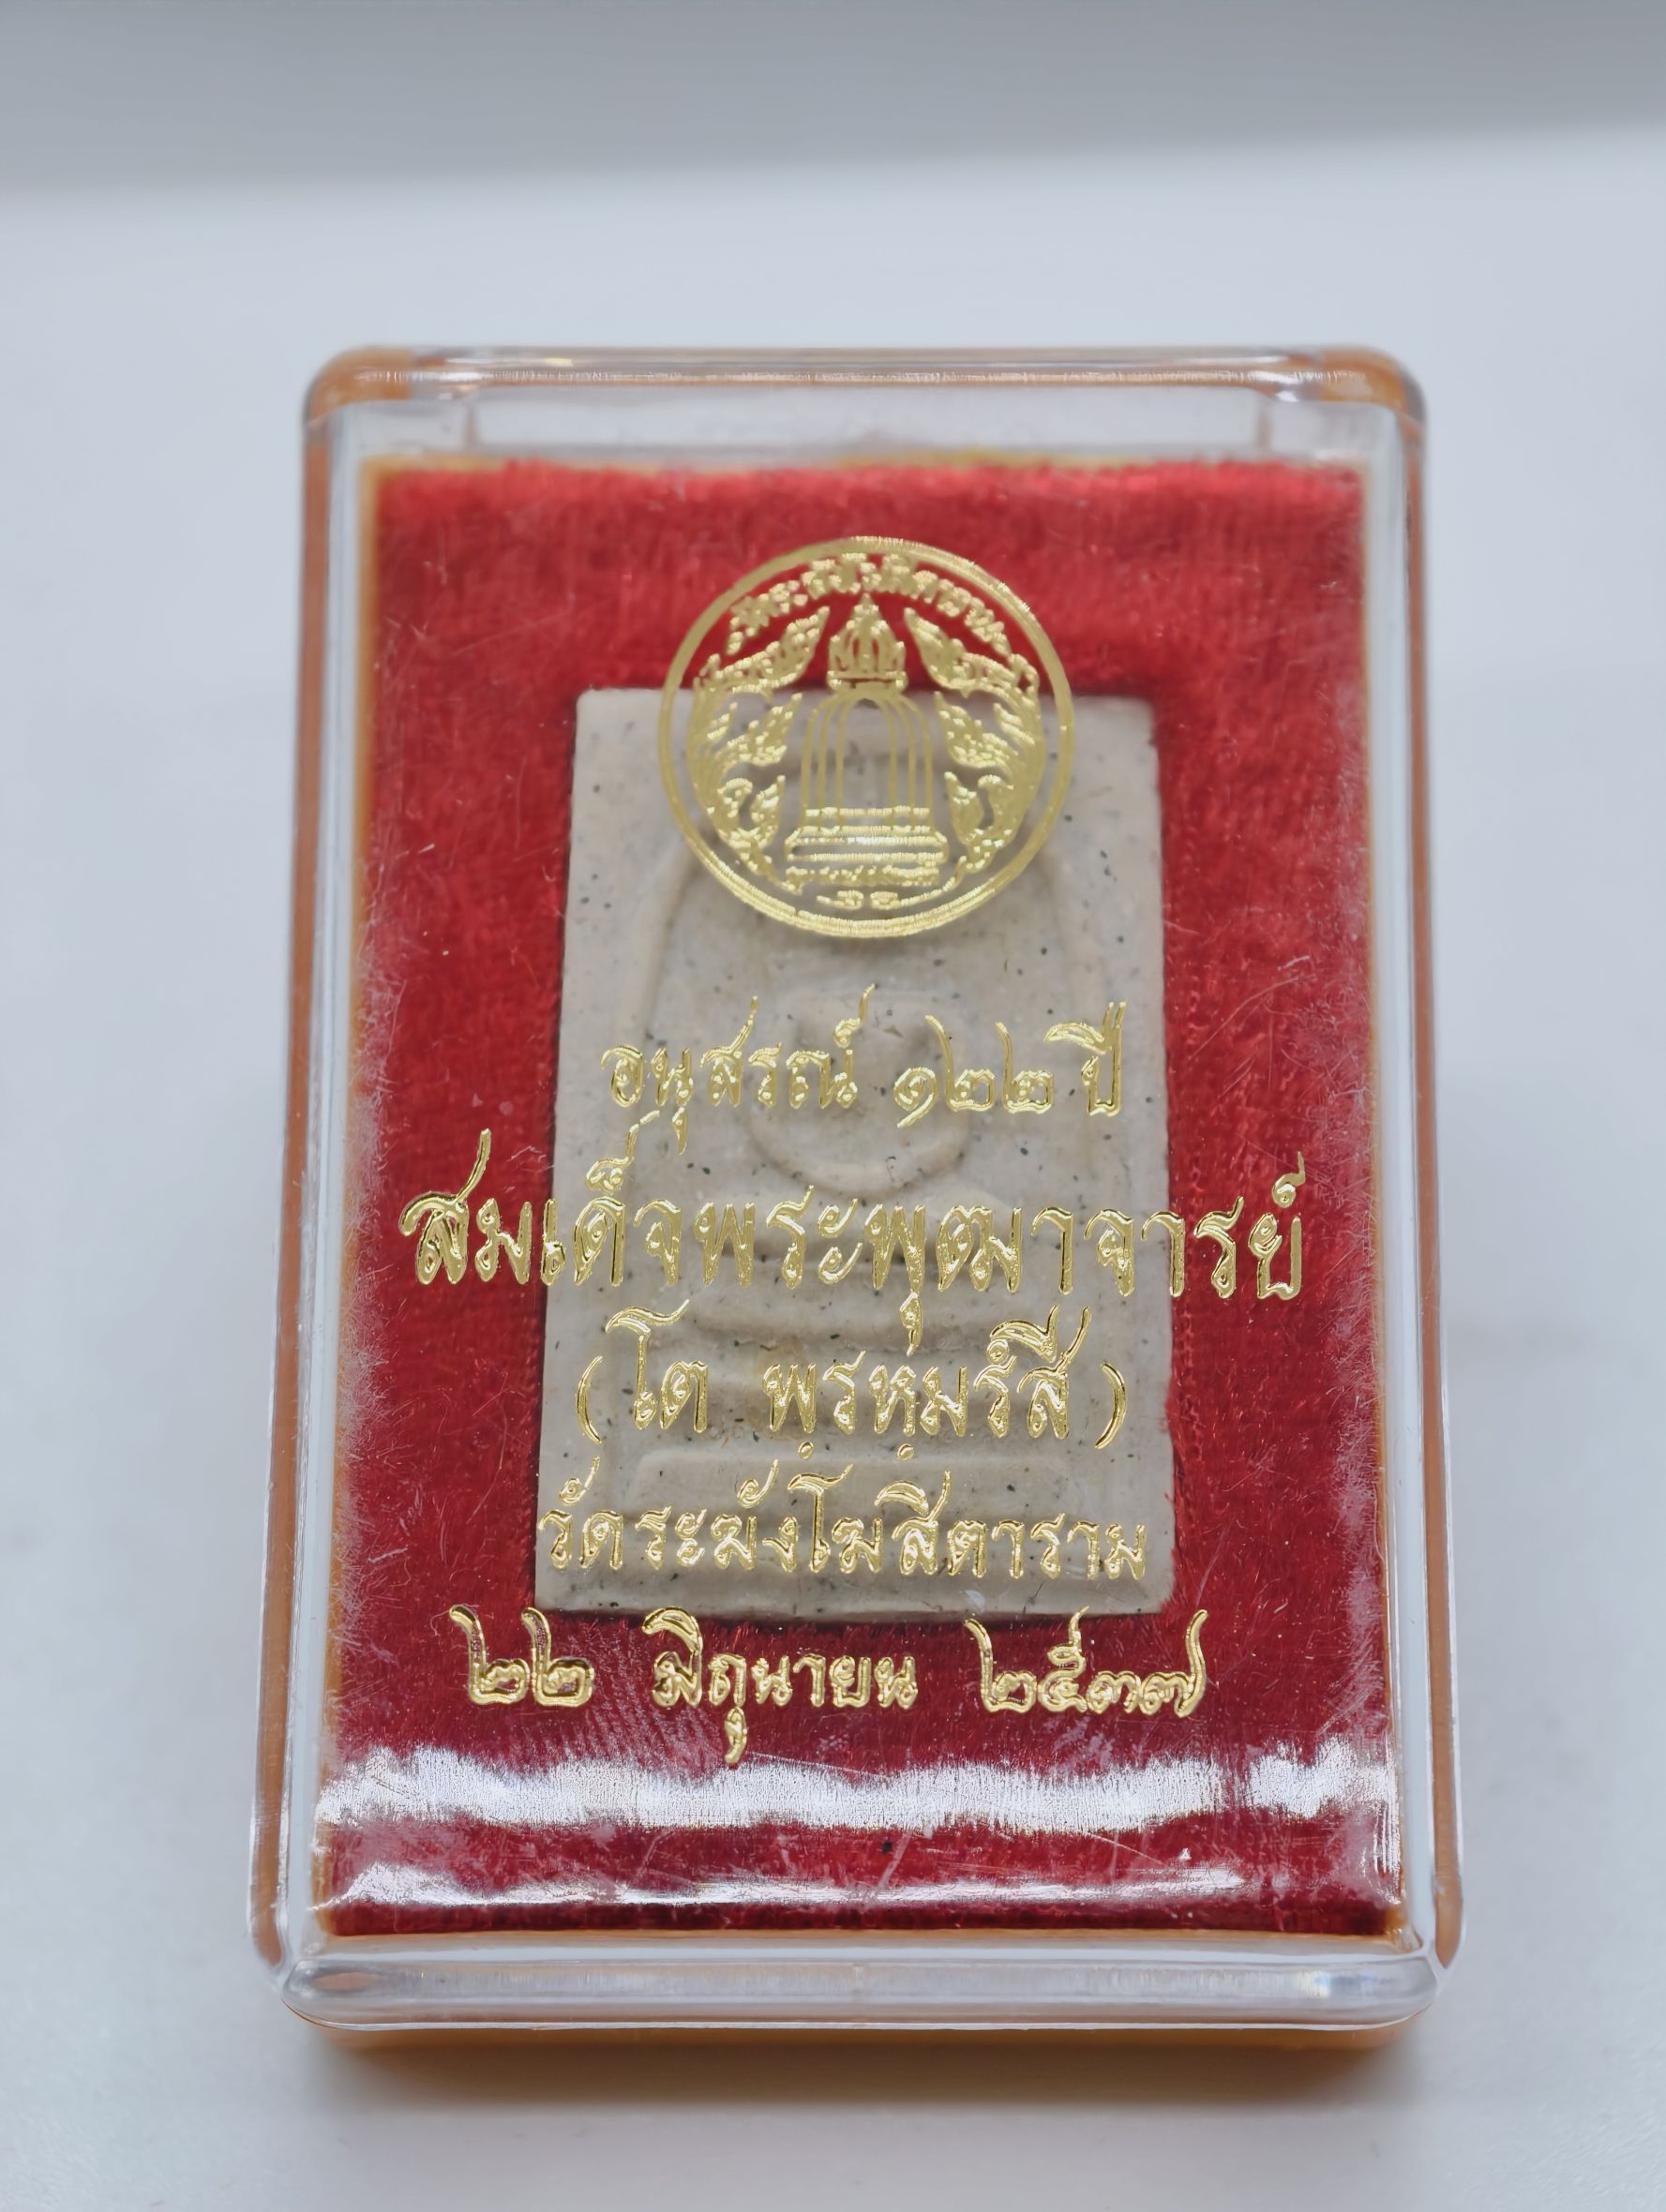 อนุสรณ์ ๑๒๒ ปี
สมเด็จพระพุฒาจารย์
(โต พฺรหฺมรํสี)
วัดระฆังโฆสิตาราม
๒๒ มิถุนายน ๒๕๓๗